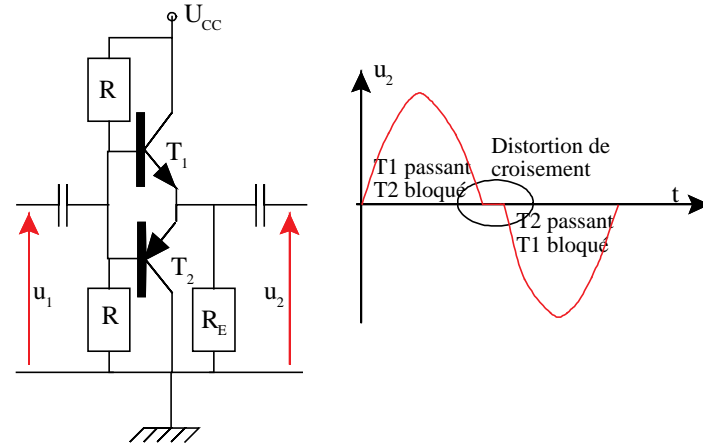 U_CC
R
T_1
T_2
R
R_E
u_1
u_2
u_2
Distortion de
croisement
T1 passant
T2 bloqué
t
T2 passant
T1 bloqué